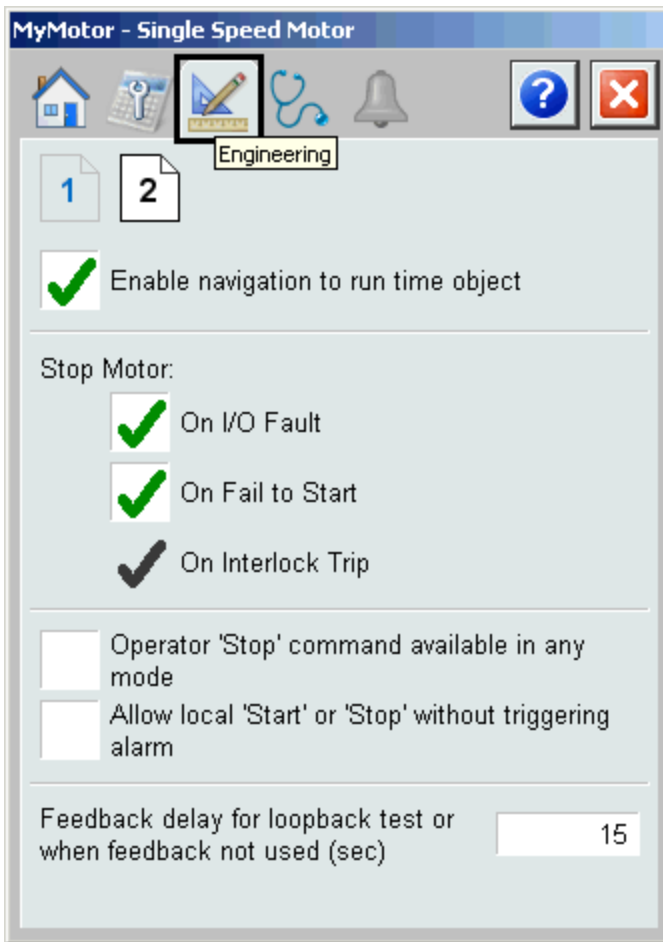 MyMotor - Single Speed Motor
?
Engineering
1
2
Enable navigation to run time object
Stop Motor:
On I/O Fault
On Fail to Start
On Interlock Trip
Operator 'Stop' command available in any
mode
Allow local 'Start' or 'Stop' without triggering
alarm
Feedback delay for loopback test or
when feedback not used (sec)
15